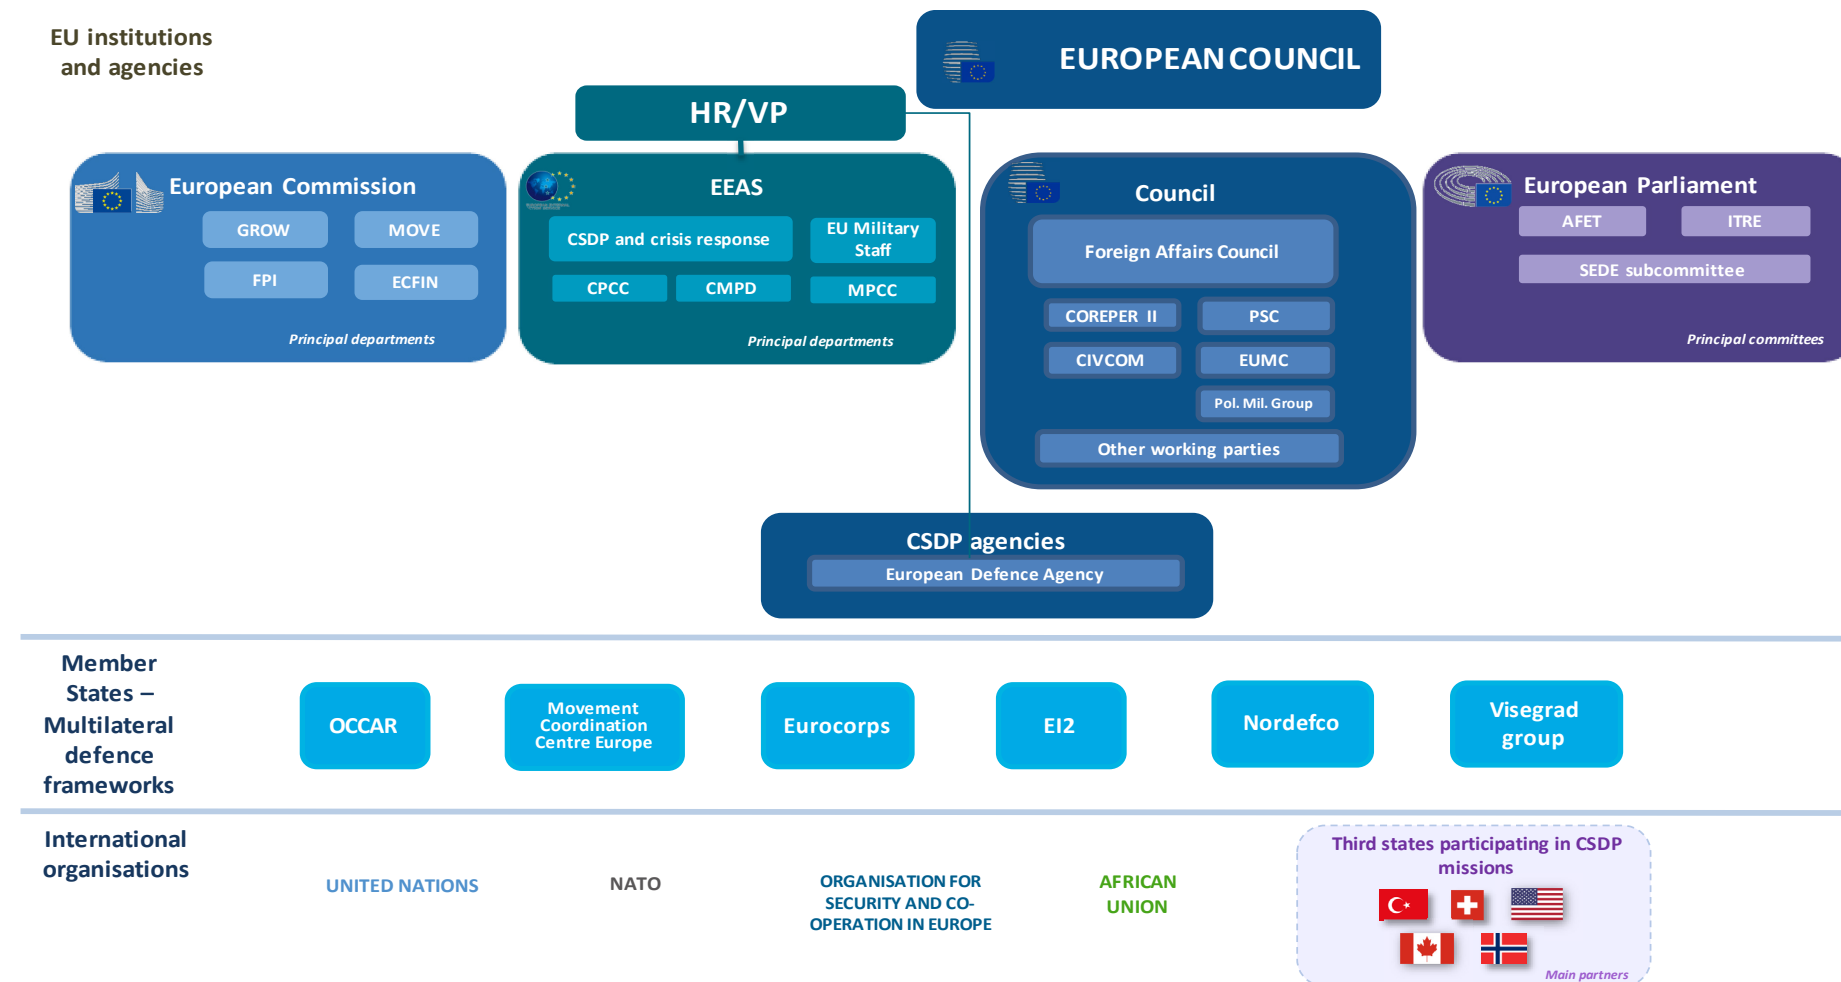 EU institutions
and agencies
EUROPEAN COUNCIL
HR/VP
European Commission
GROW
MOVE
FPI
ECFIN
Principal departments
EEAS
CSDP and crisis response
EU Military
Staff
CPCC
CMPD
MPCC
Principal departments
Council
Foreign Affairs Council
COREPER II
PSC
CIVCOM
EUMC
Pol. Mil. Group
Other working parties
European Parliament
AFET
ITRE
SEDE subcommittee
Principal committees
CSDP agencies
European Defence Agency
Member
States –
Multilateral
defence
frameworks
OCCAR
Movement
Coordination
Centre Europe
Eurocorps
EI2
Nordefco
Visegrad
group
International
organisations
UNITED NATIONS
NATO
ORGANISATION FOR
SECURITY AND CO-
OPERATION IN EUROPE
AFRICAN
UNION
Third states participating in CSDP
missions
Main partners